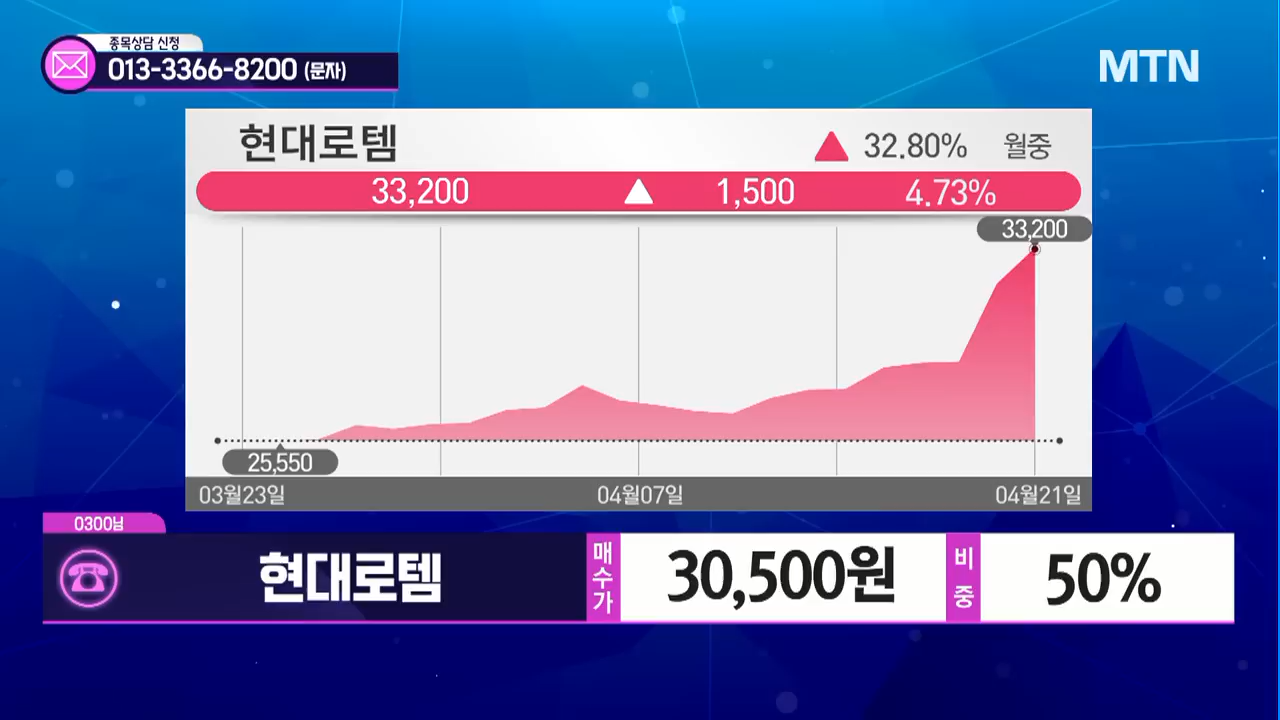 종목상담 신청
013-3366-8200 (문자)
MTN
현대로템
▲ 32.80% 월중
33,200 ▲ 1,500 4.73%
33,200
25,550
03월23일 04월07일 04월21일
0300님
현대로템 매수가 30,500원 비중 50%